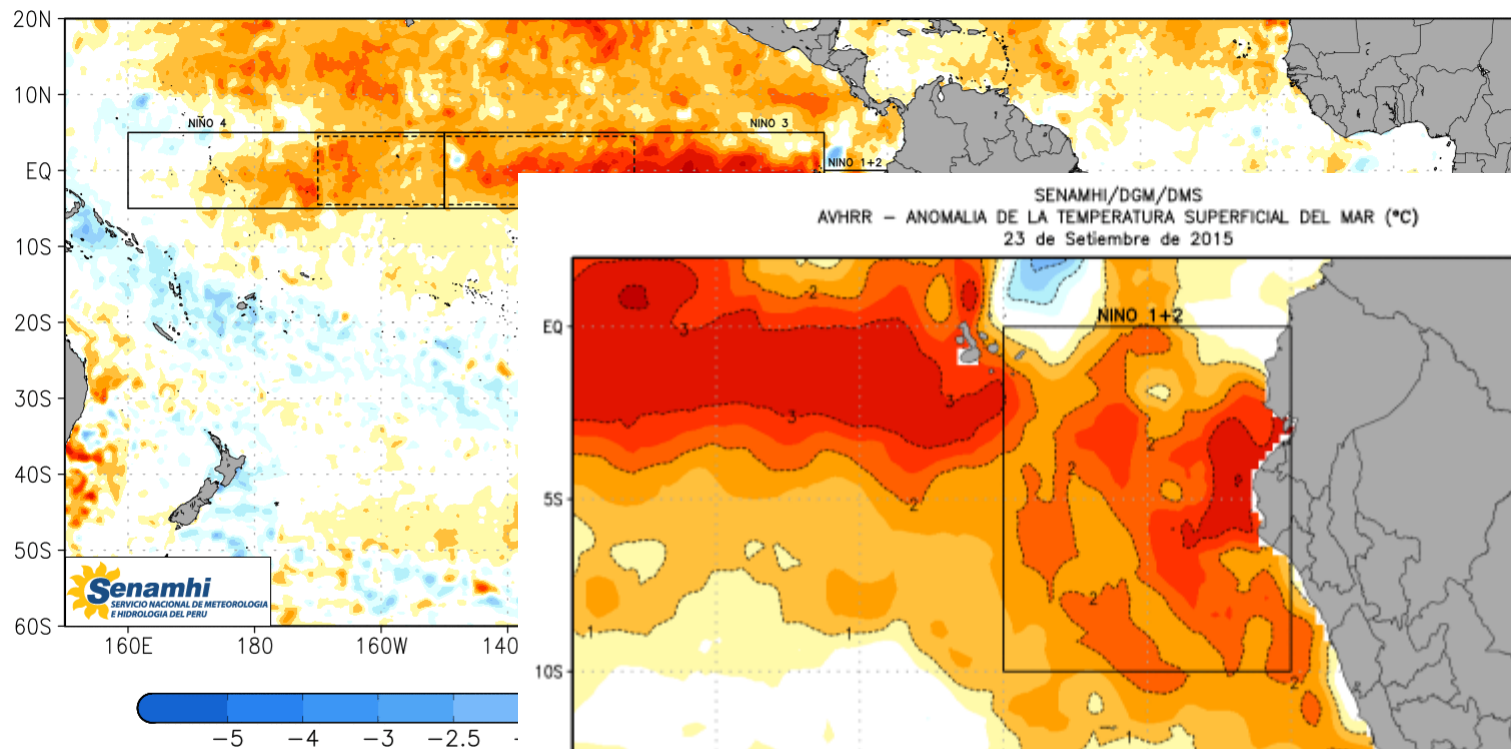 20N
10N
EQ
10S
20S
30S
40S
50S
60S
NIÑO 4
NINO 3
NINO 1+2
Senamhi
SERVICIO NACIONAL DE METEOROLOGIA
E HIDROLOGIA DEL PERU
160E 180 160W 140
-5 -4 -3 -2.5 -
SENAMHI/DGM/DMS
AVHRR - ANOMALIA DE LA TEMPERATURA SUPERFICIAL DEL MAR (°C)
23 de Setiembre de 2015
EQ
5S
10S
NINO 1+2
2
3
3
3
2
2
2
2
2
2
1
1
1